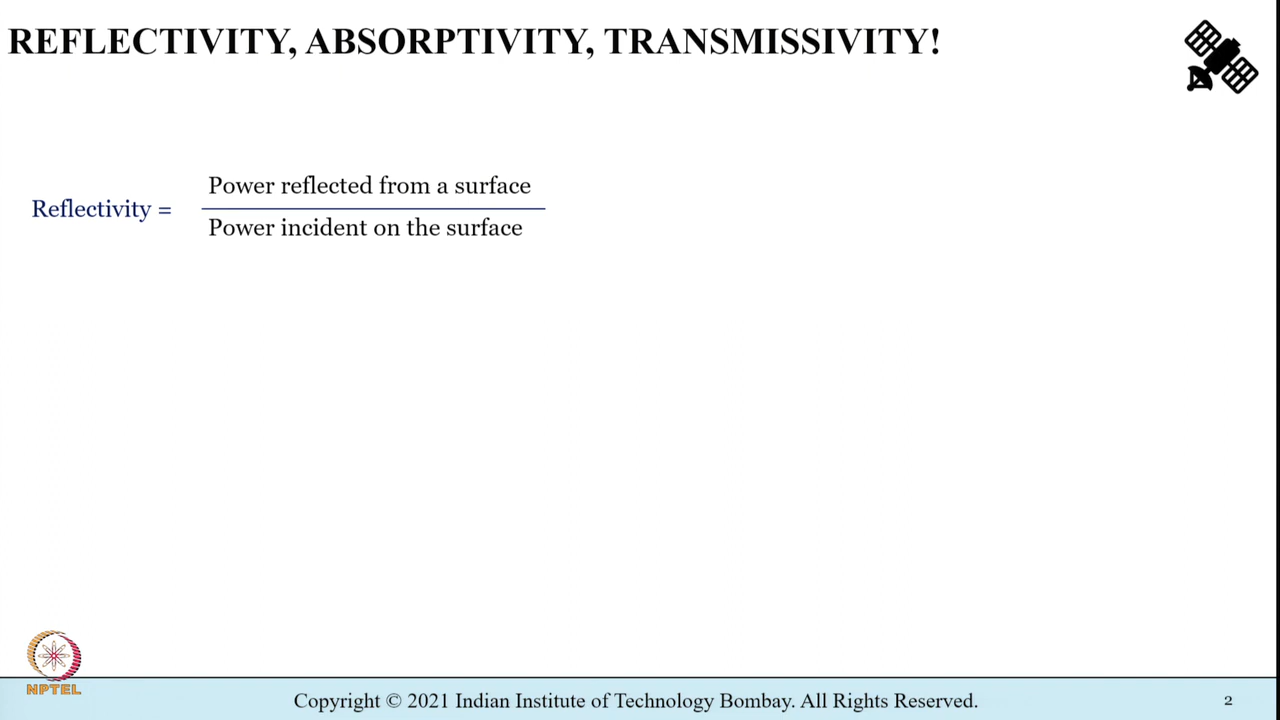 REFLECTIVITY, ABSORPTIVITY, TRANSMISSIVITY!
Power reflected from a surface
Reflectivity =
Power incident on the surface
NPTEL
Copyright © 2021 Indian Institute of Technology Bombay. All Rights Reserved.
2